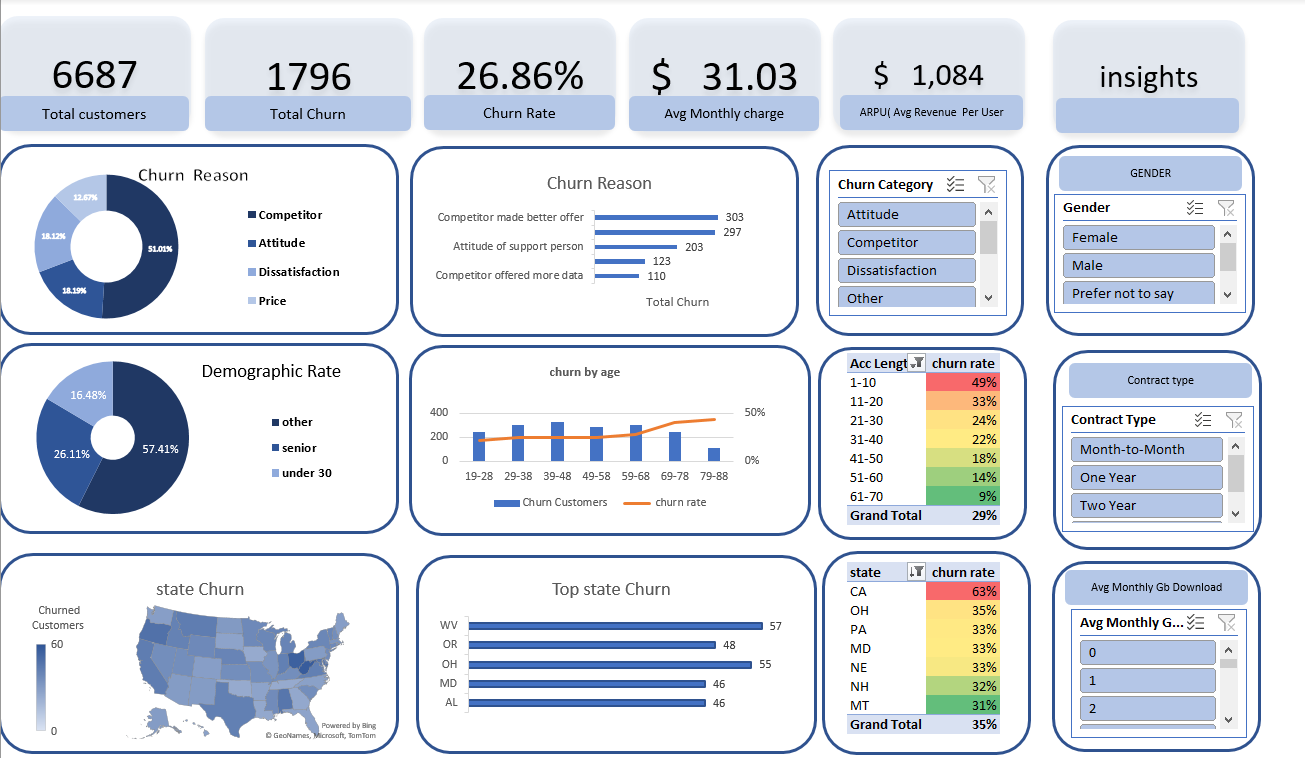 6687
Total customers
1796
Total Churn
26.86%
Churn Rate
$ 31.03
Avg Monthly charge
$ 1,084
ARPU( Avg Revenue Per User
insights
Churn Reason
12.67%
18.12%
51.01%
18.19%
Competitor
Attitude
Dissatisfaction
Price
Churn Reason
Competitor made better offer 303
297
Attitude of support person 203
123
Competitor offered more data 110
Total Churn
Churn Category
Attitude
Competitor
Dissatisfaction
Other
GENDER
Gender
Female
Male
Prefer not to say
Demographic Rate
16.48%
57.41%
26.11%
other
senior
under 30
churn by age
400 50%
200
0 0%
19-28 29-38 39-48 49-58 59-68 69-78 79-88
Churn Customers churn rate
Acc Lengt churn rate
1-10 49%
11-20 33%
21-30 24%
31-40 22%
41-50 18%
51-60 14%
61-70 9%
Grand Total 29%
Contract type
Contract Type
Month-to-Month
One Year
Two Year
state Churn
Churned
Customers
60
0
Powered by Bing
© GeoNames, Microsoft, TomTom
Top state Churn
WV 57
OR 48
OH 55
MD 46
AL 46
state churn rate
CA 63%
OH 35%
PA 33%
MD 33%
NE 33%
NH 32%
MT 31%
Grand Total 35%
Avg Monthly Gb Download
Avg Monthly G...
0
1
2